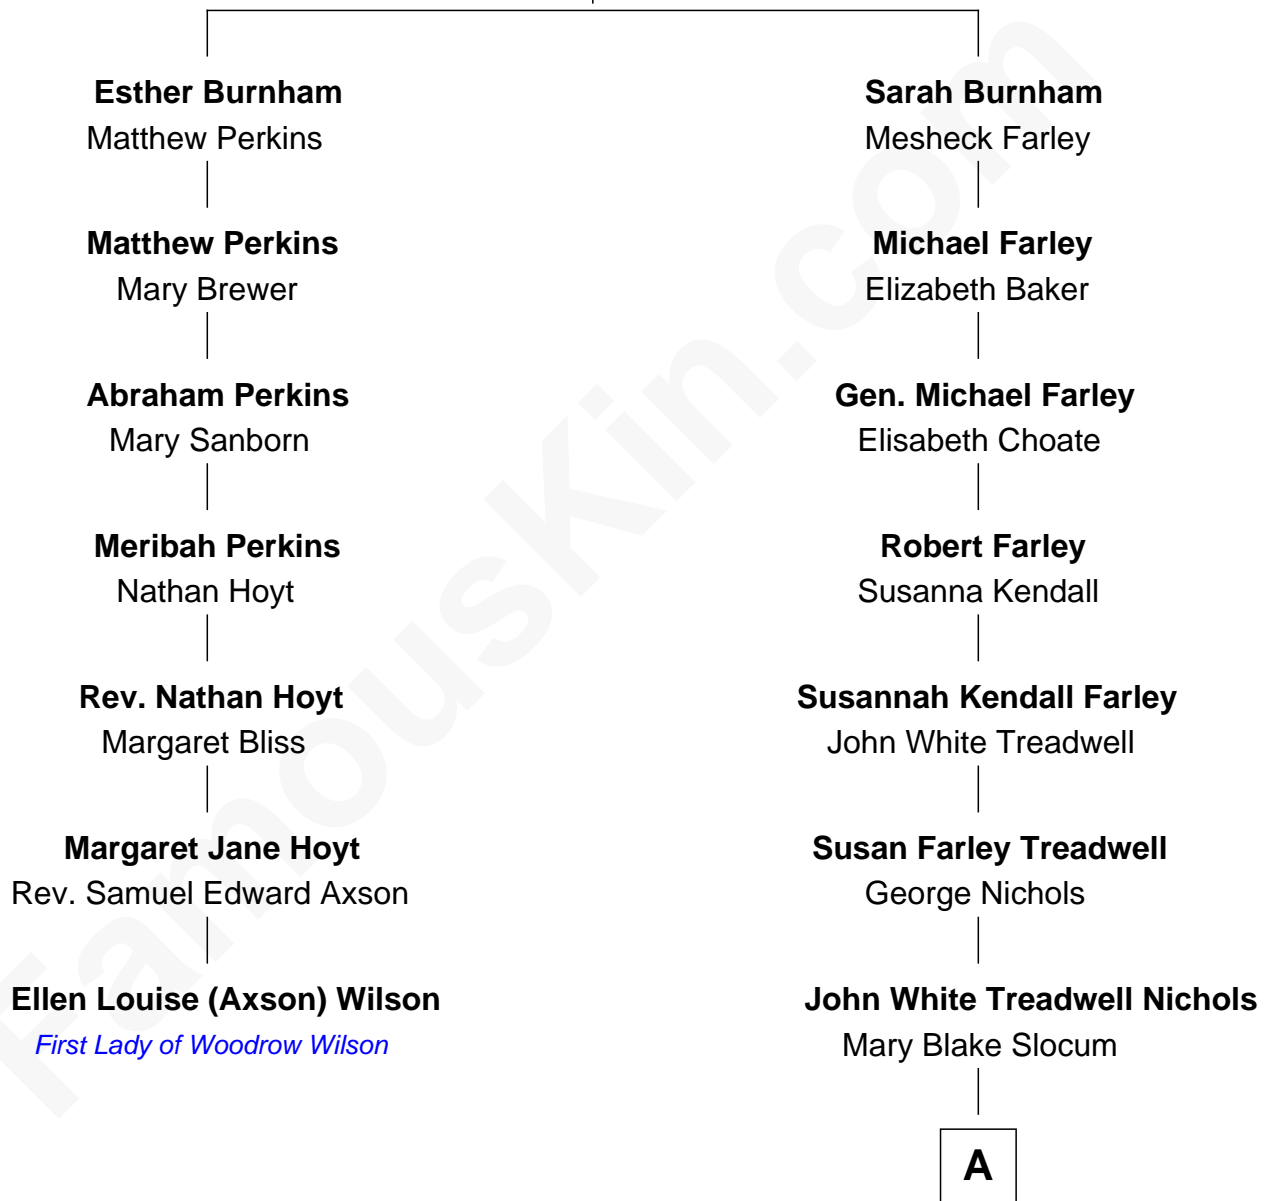 Esther Burnham
Matthew Perkins
Matthew Perkins
Mary Brewer
Abraham Perkins
Mary Sanborn
Meribah Perkins
Nathan Hoyt
Rev. Nathan Hoyt
Margaret Bliss
Margaret Jane Hoyt
Rev. Samuel Edward Axson
Ellen Louise (Axson) Wilson
First Lady of Woodrow Wilson
Sarah Burnham
Mesheck Farley
Michael Farley
Elizabeth Baker
Gen. Michael Farley
Elisabeth Choate
Robert Farley
Susanna Kendall
Susannah Kendall Farley
John White Treadwell
Susan Farley Treadwell
George Nichols
John White Treadwell Nichols
Mary Blake Slocum
A
FamousKin.com